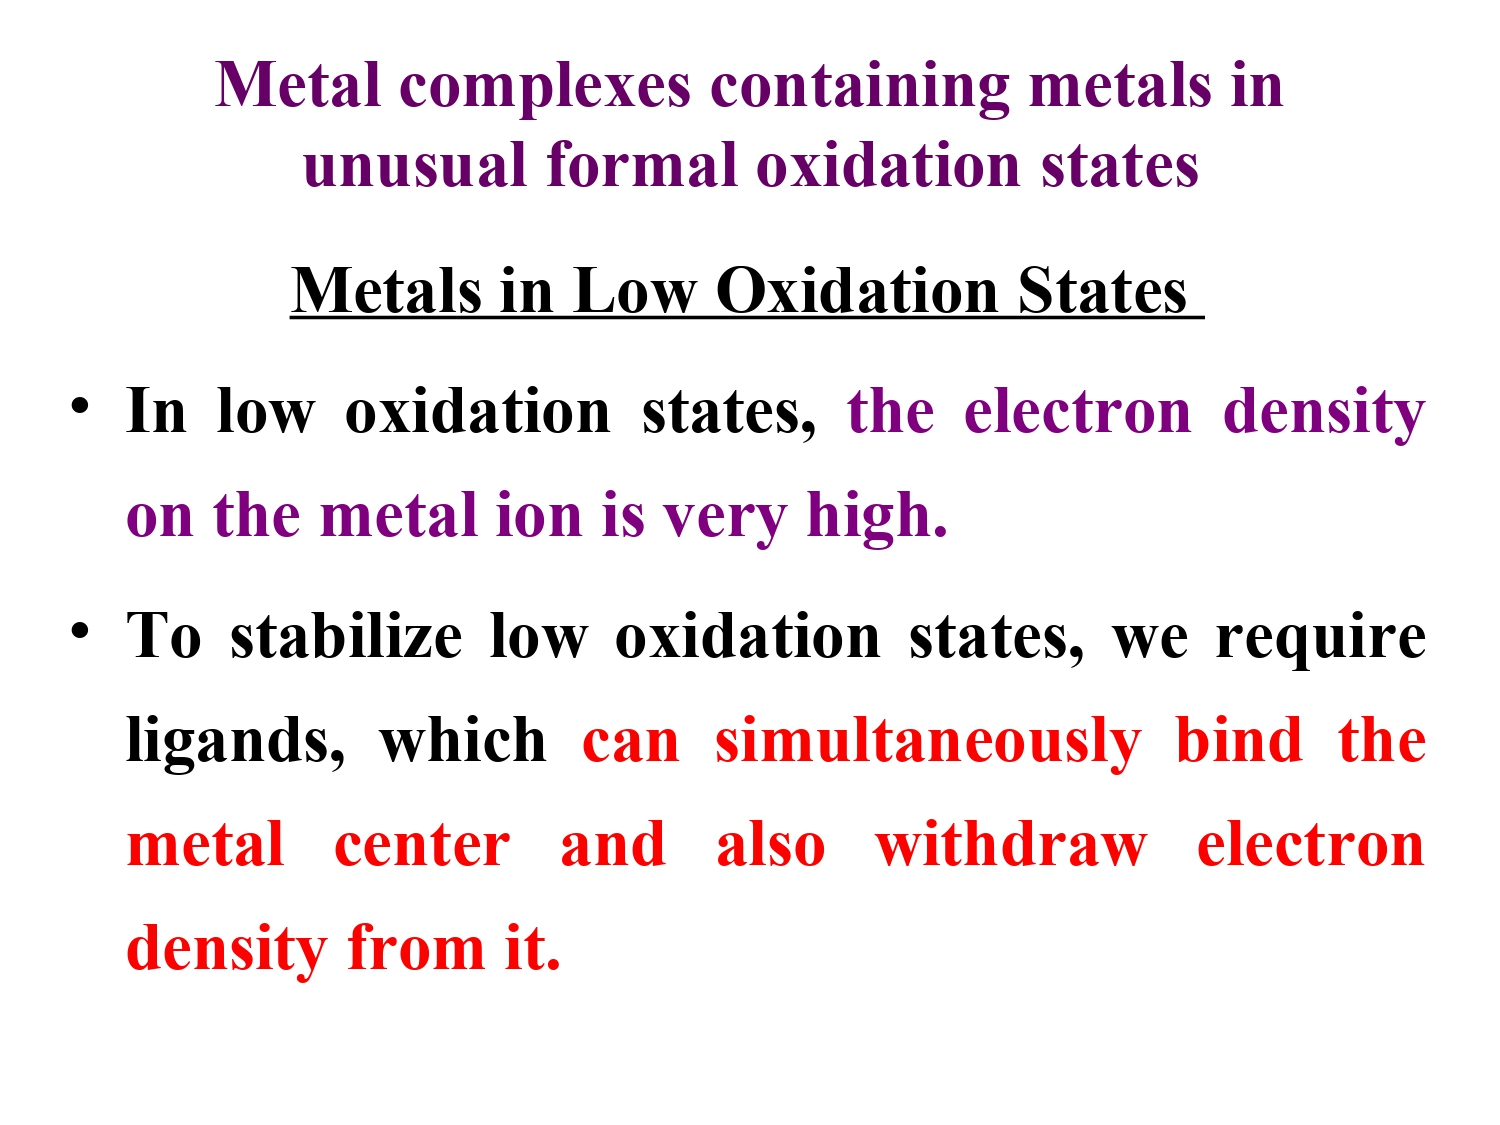 Metal complexes containing metals in
unusual formal oxidation states
Metals in Low Oxidation States
• In low oxidation states, the electron density
on the metal ion is very high.
• To stabilize low oxidation states, we require
ligands, which can simultaneously bind the
metal center and also withdraw electron
density from it.